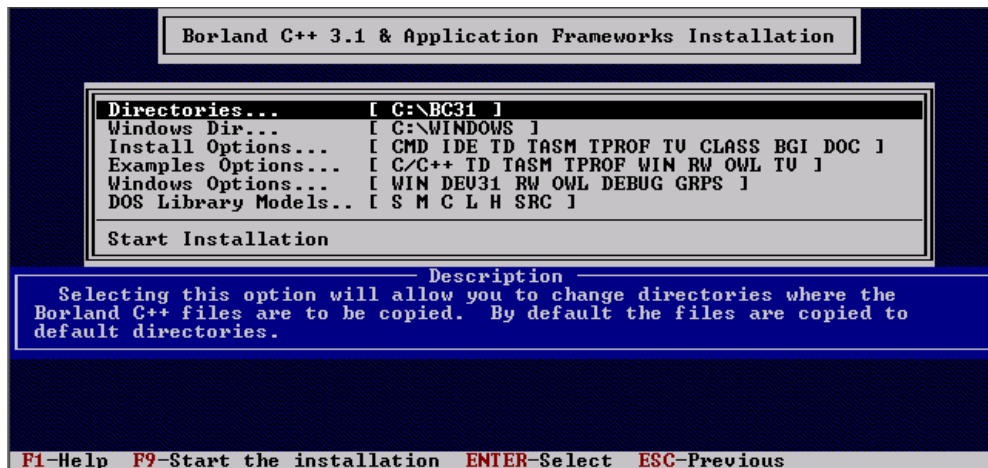 Borland C++ 3.1 & Application Frameworks Installation
Directories... [ C:\BC31 ]
Windows Dir... [ C:\WINDOWS ]
Install Options... [ CMD IDE TD TASM TPROF TV CLASS BGI DOC ]
Examples Options... [ C/C++ TD TASM TPROF WIN RW OWL TV ]
Windows Options... [ WIN DEV31 RW OWL DEBUG GRPS ]
DOS Library Models.. [ S M C L H SRC ]
Start Installation
Description
Selecting this option will allow you to change directories where the
Borland C++ files are to be copied. By default the files are copied to
default directories.
F1-Help F9-Start the installation ENTER-Select ESC-Previous